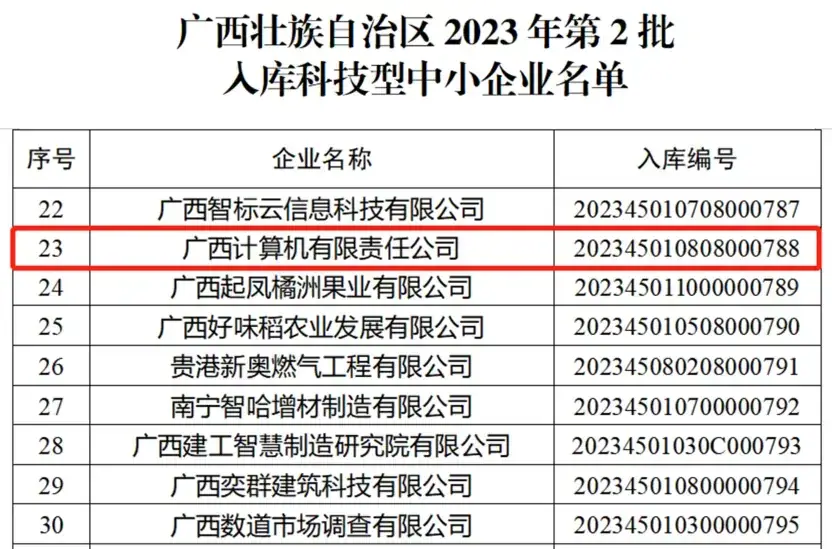 广西壮族自治区 2023 年第 2 批
入库科技型中小企业名单
序号 企业名称 入库编号
22 广西智标云信息科技有限公司 202345010708000787
23 广西计算机有限责任公司 202345010808000788
24 广西起凤橘洲果业有限公司 202345011000000789
25 广西好味稻农业发展有限公司 202345010508000790
26 贵港新奥燃气工程有限公司 202345080208000791
27 南宁智哈增材制造有限公司 202345010700000792
28 广西建工智慧制造研究院有限公司 20234501030C000793
29 广西奕群建筑科技有限公司 202345010800000794
30 广西数道市场调查有限公司 202345010300000795